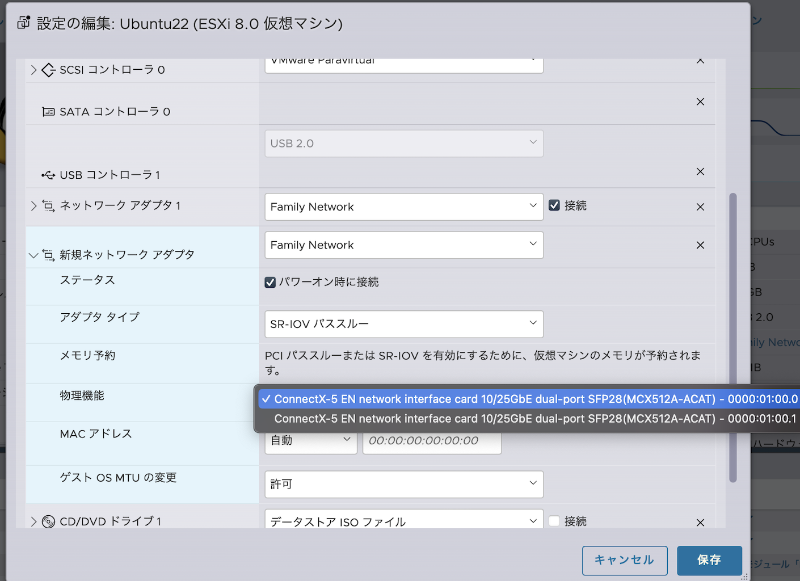 設定の編集: Ubuntu22 (ESXi 8.0 仮想マシン)
SCSI コントローラ 0
VMware Paravirtual
SATA コントローラ 0
USB 2.0
USB コントローラ 1
ネットワーク アダプタ 1
Family Network
接続
新規ネットワーク アダプタ
Family Network
ステータス
パワーオン時に接続
アダプタ タイプ
SR-IOV パススルー
メモリ予約
PCI パススルーまたは SR-IOV を有効にするために、仮想マシンのメモリが予約されま
す。
物理機能
ConnectX-5 EN network interface card 10/25GbE dual-port SFP28(MCX512A-ACAT) - 0000:01:00.0
ConnectX-5 EN network interface card 10/25GbE dual-port SFP28(MCX512A-ACAT) - 0000:01:00.1
MAC アドレス
自動
00:00:00:00:00:00
ゲスト OS MTU の変更
許可
CD/DVD ドライブ 1
データストア ISO ファイル
接続
キャンセル
保存
CPUs
GB
2.0
ily Netwo
ハードウ
ジュール「